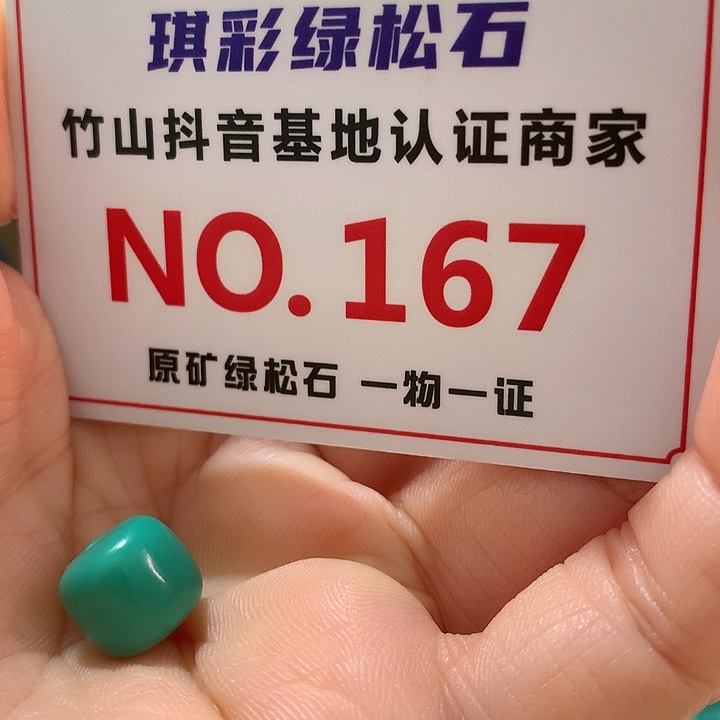 琪彩绿松石
竹山抖音基地认证商家
NO.167
原矿绿松石 一物一证